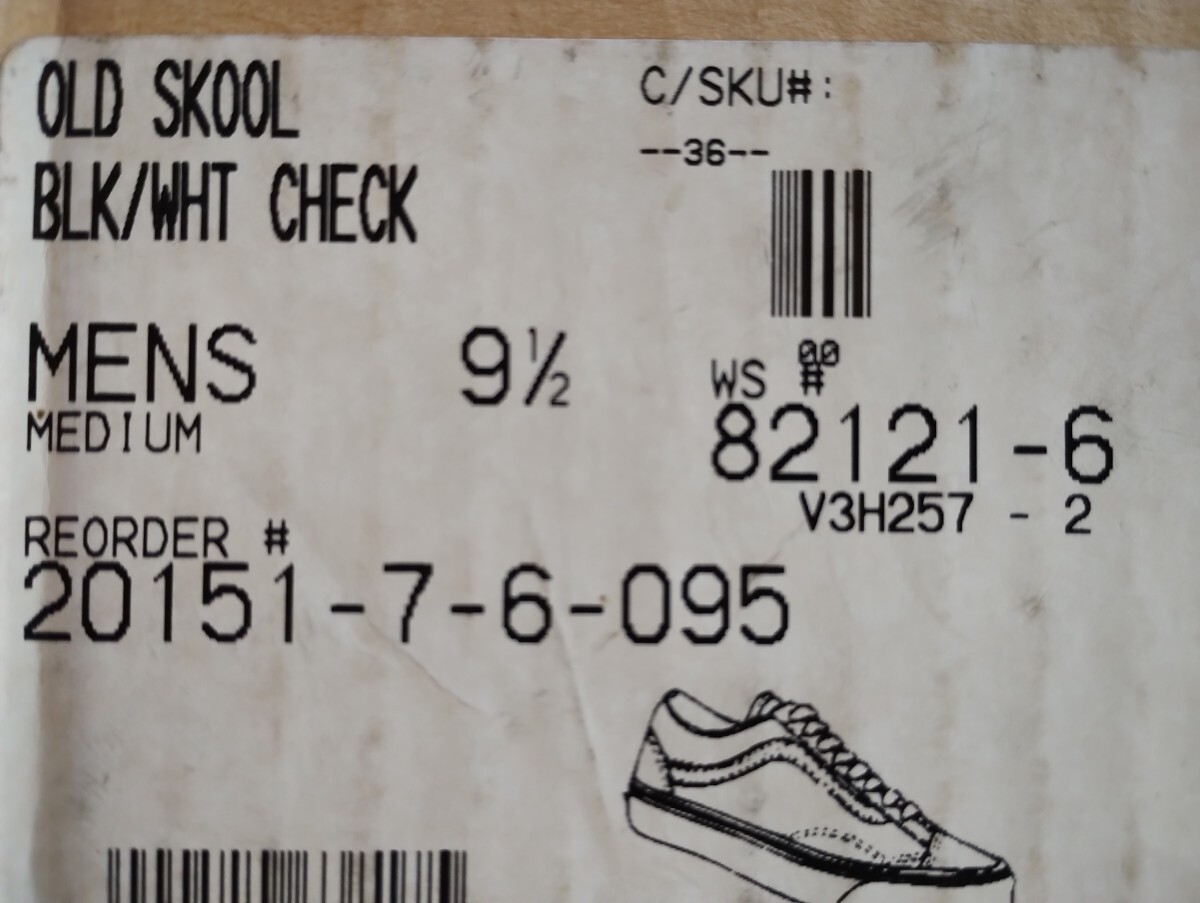 OLD SKOOL
BLK/WHT CHECK
C/SKU#:
--36--
MENS 9½
MEDIUM
00
WS #
82121-6
V3H257 - 2
REORDER #
20151-7-6-095